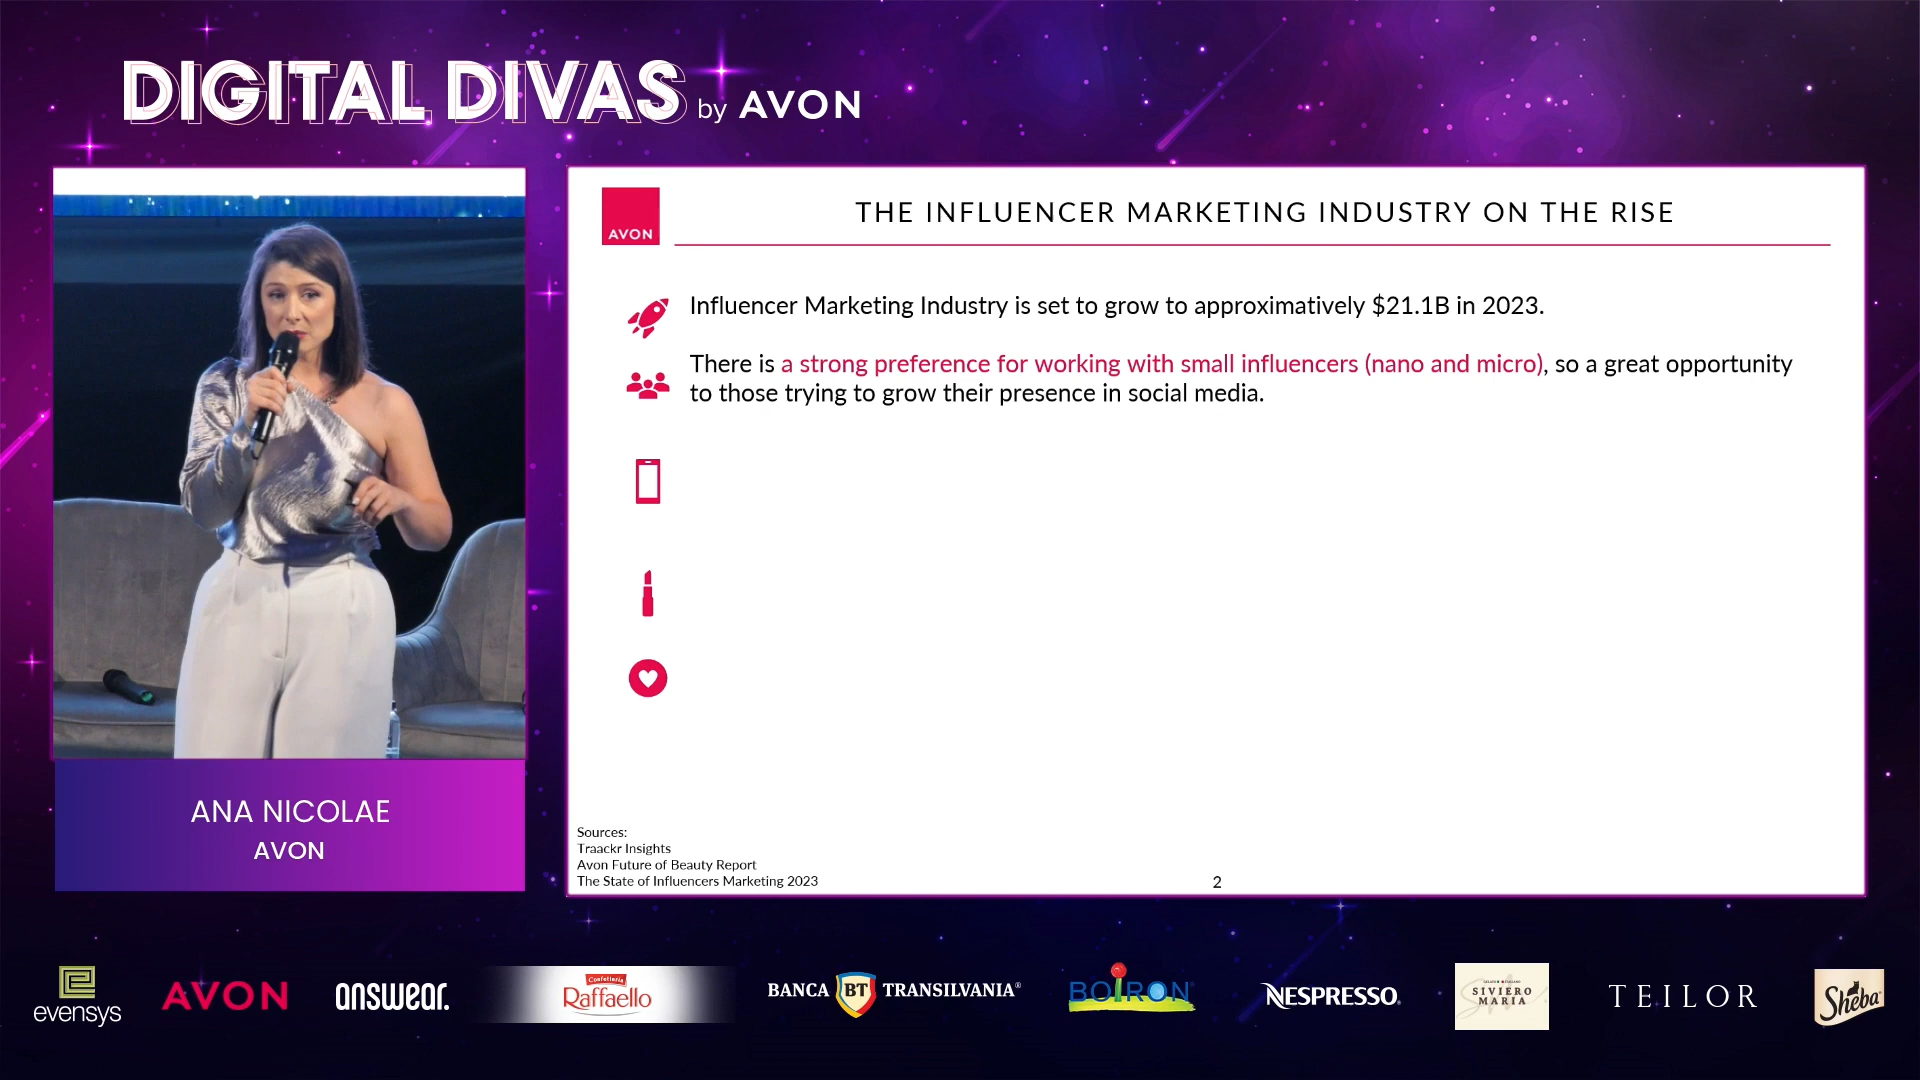 DIGITAL DIVAS by AVON
AVON
THE INFLUENCER MARKETING INDUSTRY ON THE RISE
Influencer Marketing Industry is set to grow to approximatively $21.1B in 2023.
There is a strong preference for working with small influencers (nano and micro), so a great opportunity
to those trying to grow their presence in social media.
ANA NICOLAE
AVON
Sources:
Traackr Insights
Avon Future of Beauty Report
The State of Influencers Marketing 2023
2
evensys
AVON
answear.
Confetteria
Raffaello
BANCA BT TRANSILVANIA®
BOIRON
NESPRESSO®
SIVIERO
MARIA
TEILOR
Sheba